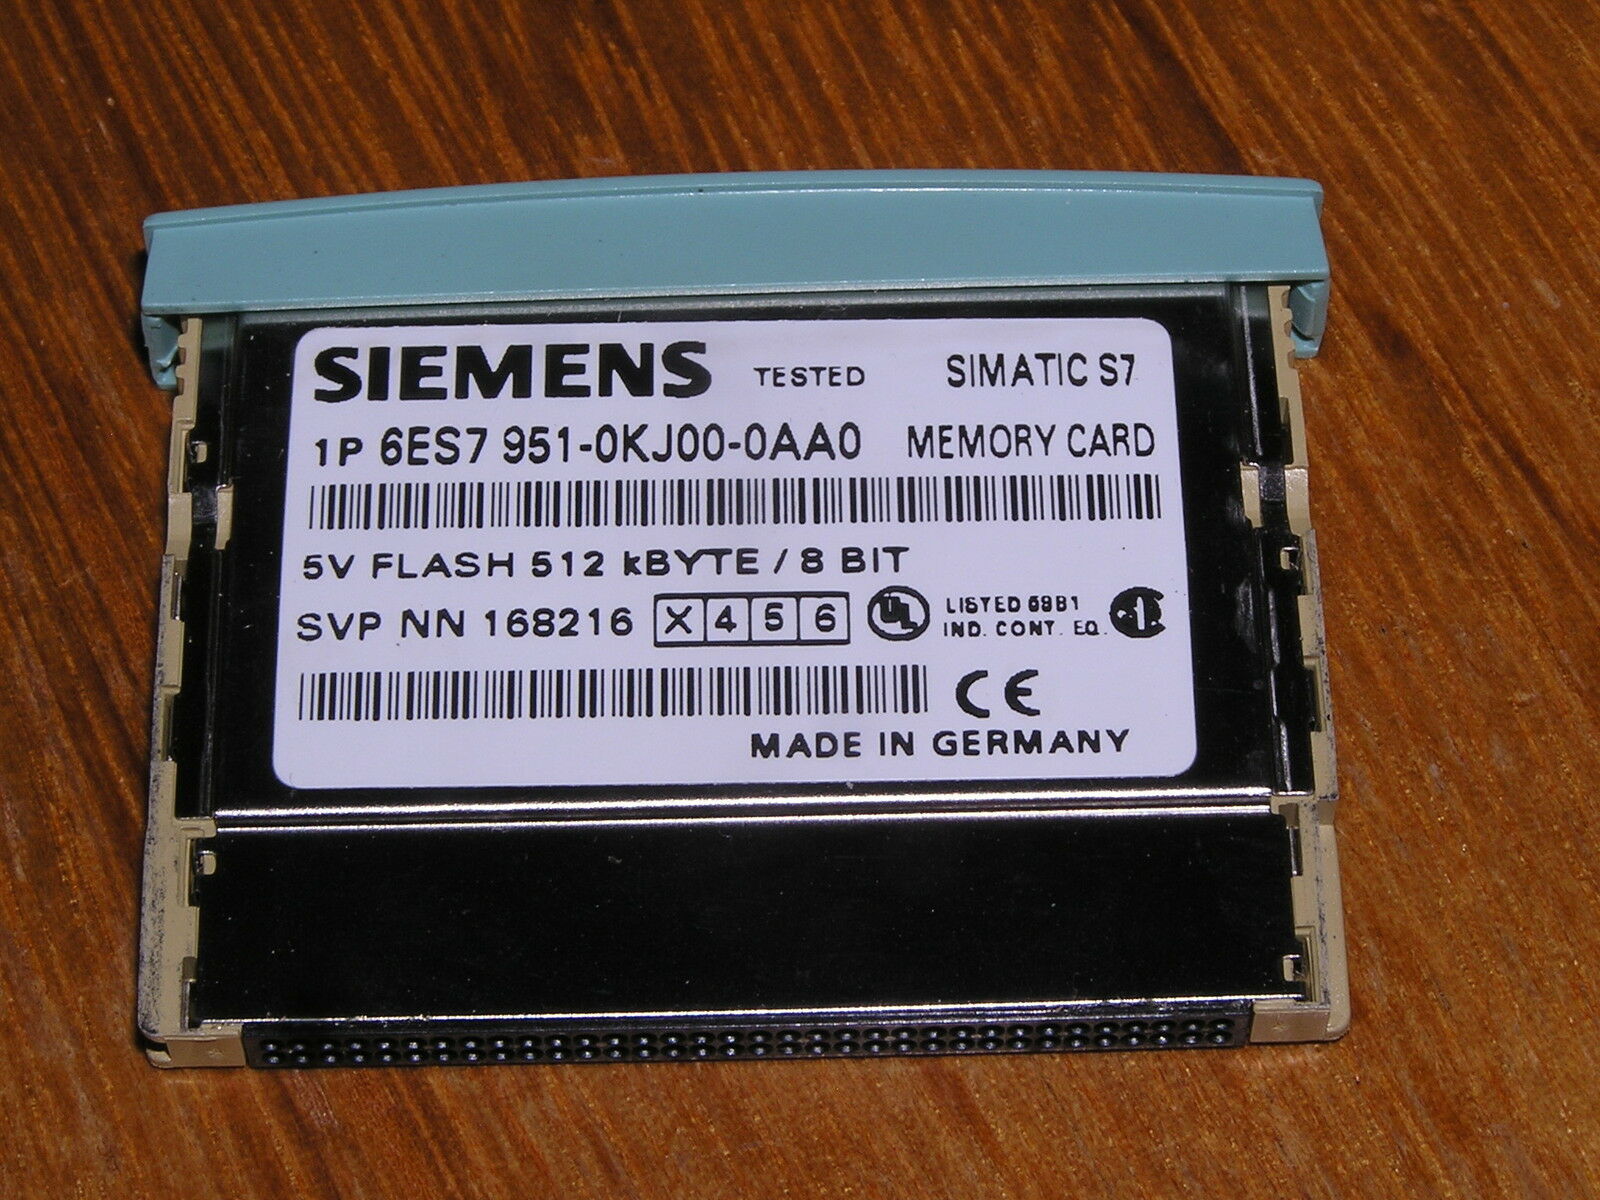 SIEMENS TESTED SIMATIC S7
1P 6ES7 951-0KJ00-0AA0 MEMORY CARD
5V FLASH 512 kBYTE / 8 BIT
SVP NN 168216 X 4 5 6 UL LISTED 69B1
IND. CONT. EQ.
CE
MADE IN GERMANY